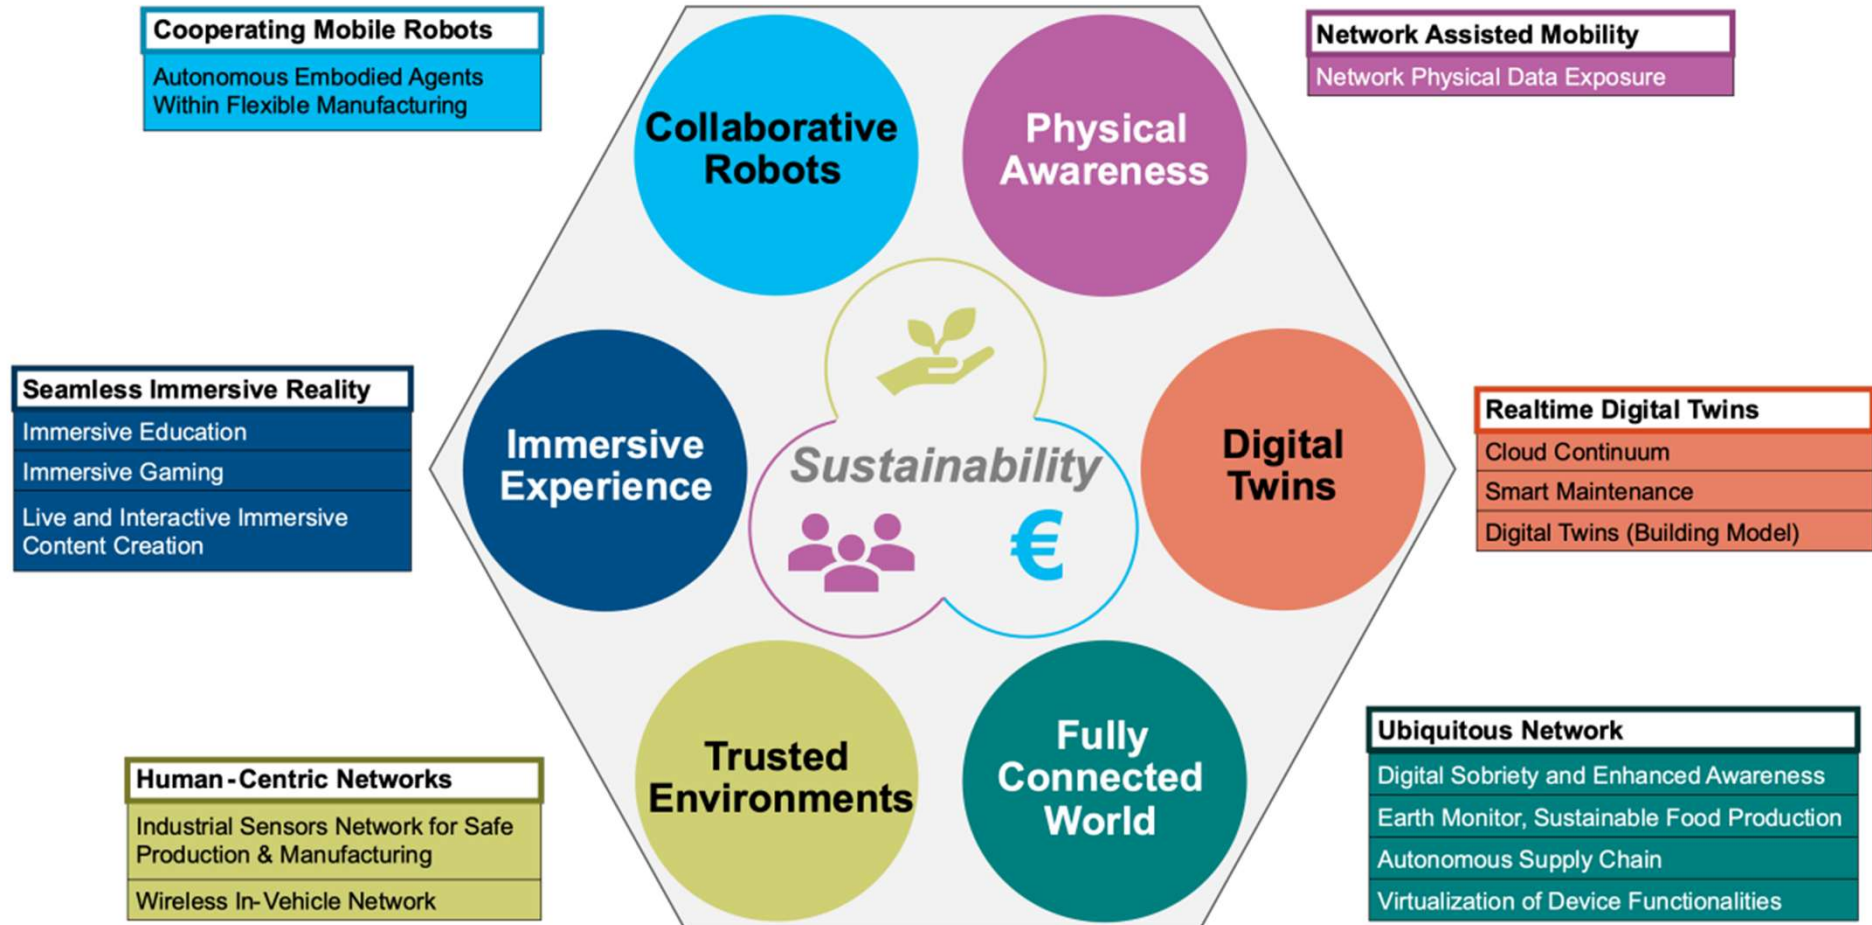 Cooperating Mobile Robots
Autonomous Embodied Agents
Within Flexible Manufacturing
Collaborative
Robots
Physical
Awareness
Network Assisted Mobility
Network Physical Data Exposure
Seamless Immersive Reality
Immersive Education
Immersive Gaming
Live and Interactive Immersive
Content Creation
Immersive
Experience
Sustainability
€
Digital
Twins
Realtime Digital Twins
Cloud Continuum
Smart Maintenance
Digital Twins (Building Model)
Human-Centric Networks
Industrial Sensors Network for Safe
Production & Manufacturing
Wireless In-Vehicle Network
Trusted
Environments
Fully
Connected
World
Ubiquitous Network
Digital Sobriety and Enhanced Awareness
Earth Monitor, Sustainable Food Production
Autonomous Supply Chain
Virtualization of Device Functionalities